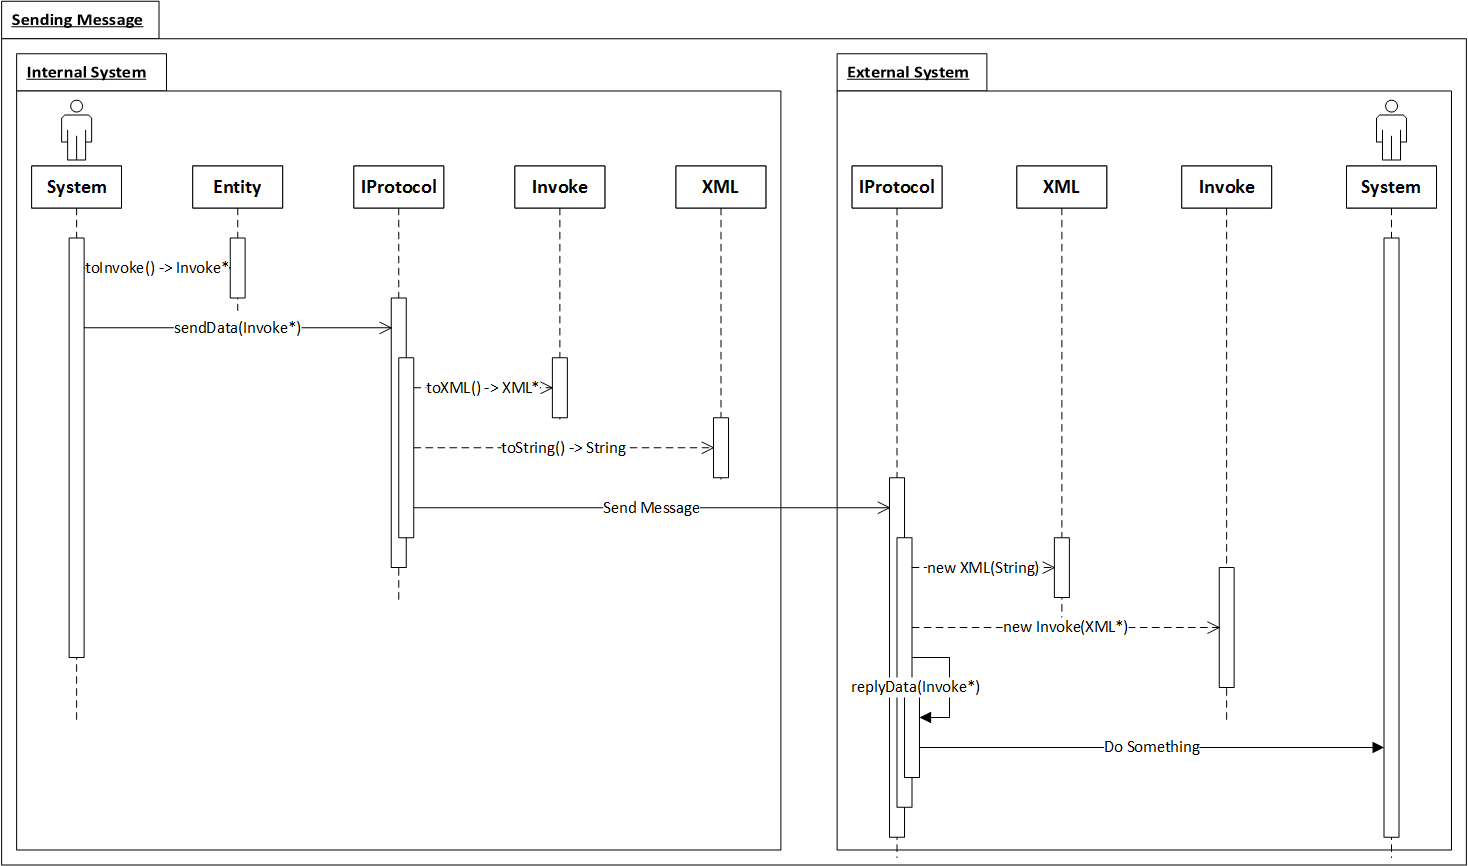 Sending Message
Internal System
External System
System
Entity
IProtocol
Invoke
XML
IProtocol
XML
Invoke
System
toInvoke() -> Invoke*
sendData(Invoke*)
toXML() -> XML*
toString() -> String
Send Message
new XML(String)
new Invoke(XML*)
replyData(Invoke*)
Do Something